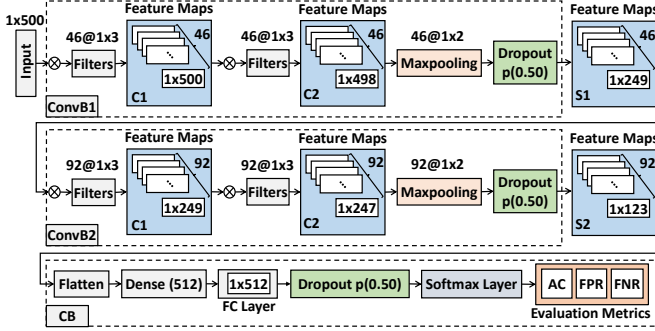 1x500
Input
46@1x3
Filters
Feature Maps
46
1x500
C1
46@1x3
Filters
Feature Maps
46
1x498
C2
46@1x2
Maxpooling
Dropout
p(0.50)
Feature Maps
46
1x249
S1
ConvB1
92@1x3
Filters
Feature Maps
92
1x249
C1
92@1x3
Filters
Feature Maps
92
1x247
C2
92@1x2
Maxpooling
Dropout
p(0.50)
Feature Maps
92
1x123
S2
ConvB2
Flatten
Dense (512)
1x512
FC Layer
Dropout p(0.50)
Softmax Layer
AC
FPR
FNR
Evaluation Metrics
CB